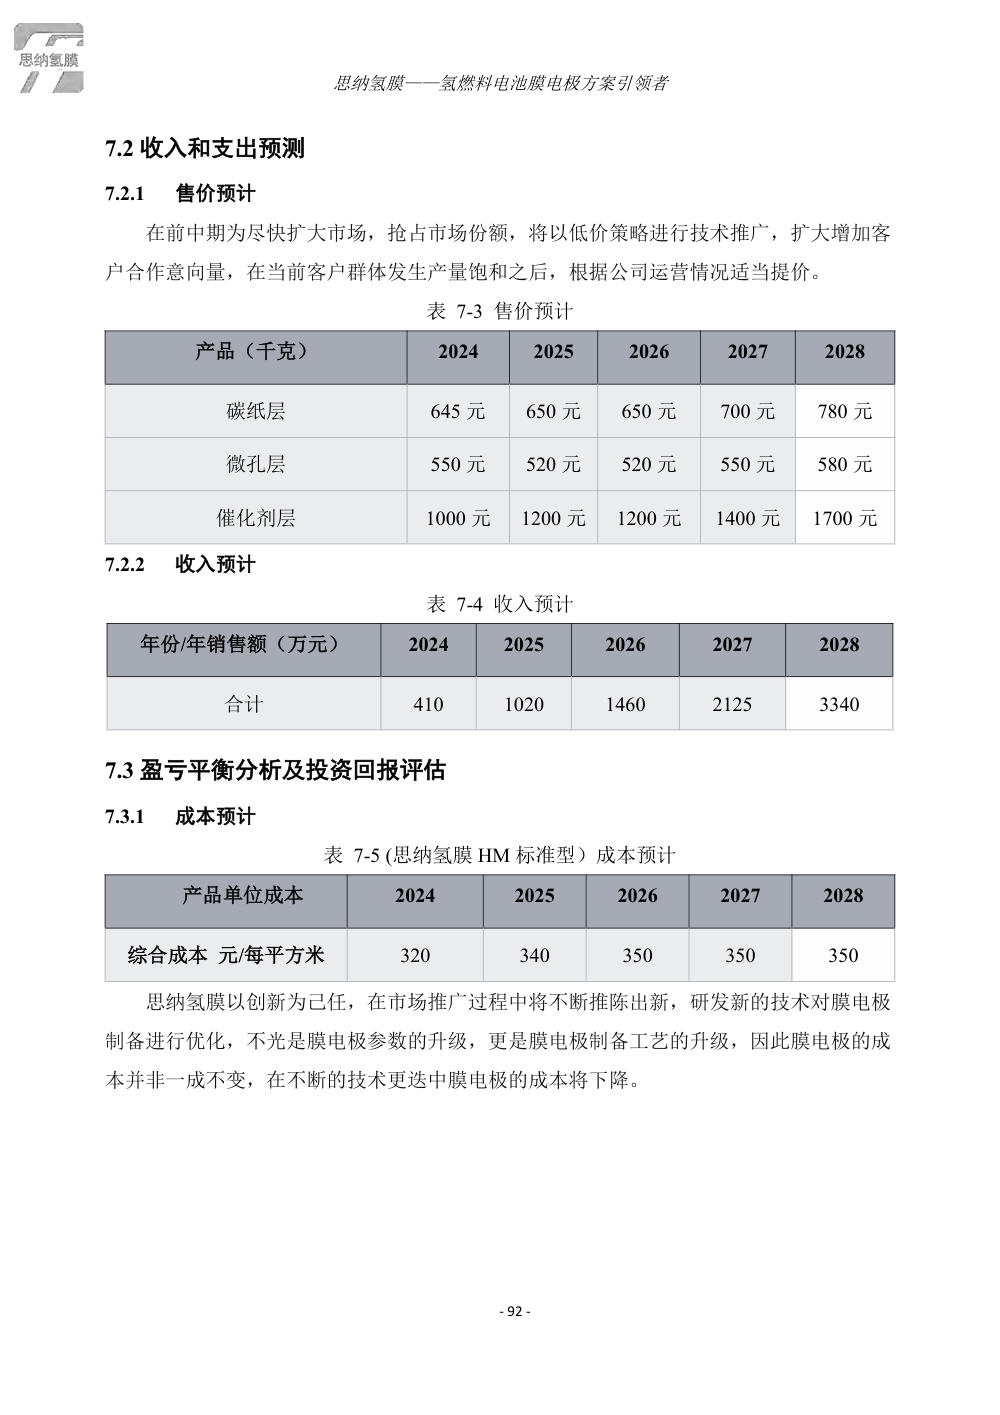 思纳氢膜
思纳氢膜——氢燃料电池膜电极方案引领者
7.2 收入和支出预测
7.2.1 售价预计
在前中期为尽快扩大市场，抢占市场份额，将以低价策略进行技术推广，扩大增加客
户合作意向量，在当前客户群体发生产量饱和之后，根据公司运营情况适当提价。
表 7-3 售价预计
产品（千克） 2024 2025 2026 2027 2028
碳纸层 645 元 650 元 650 元 700 元 780 元
微孔层 550 元 520 元 520 元 550 元 580 元
催化剂层 1000 元 1200 元 1200 元 1400 元 1700 元
7.2.2 收入预计
表 7-4 收入预计
年份/年销售额（万元） 2024 2025 2026 2027 2028
合计 410 1020 1460 2125 3340
7.3 盈亏平衡分析及投资回报评估
7.3.1 成本预计
表 7-5 (思纳氢膜 HM 标准型）成本预计
产品单位成本 2024 2025 2026 2027 2028
综合成本 元/每平方米 320 340 350 350 350
思纳氢膜以创新为己任，在市场推广过程中将不断推陈出新，研发新的技术对膜电极
制备进行优化，不光是膜电极参数的升级，更是膜电极制备工艺的升级，因此膜电极的成
本并非一成不变，在不断的技术更迭中膜电极的成本将下降。
- 92 -